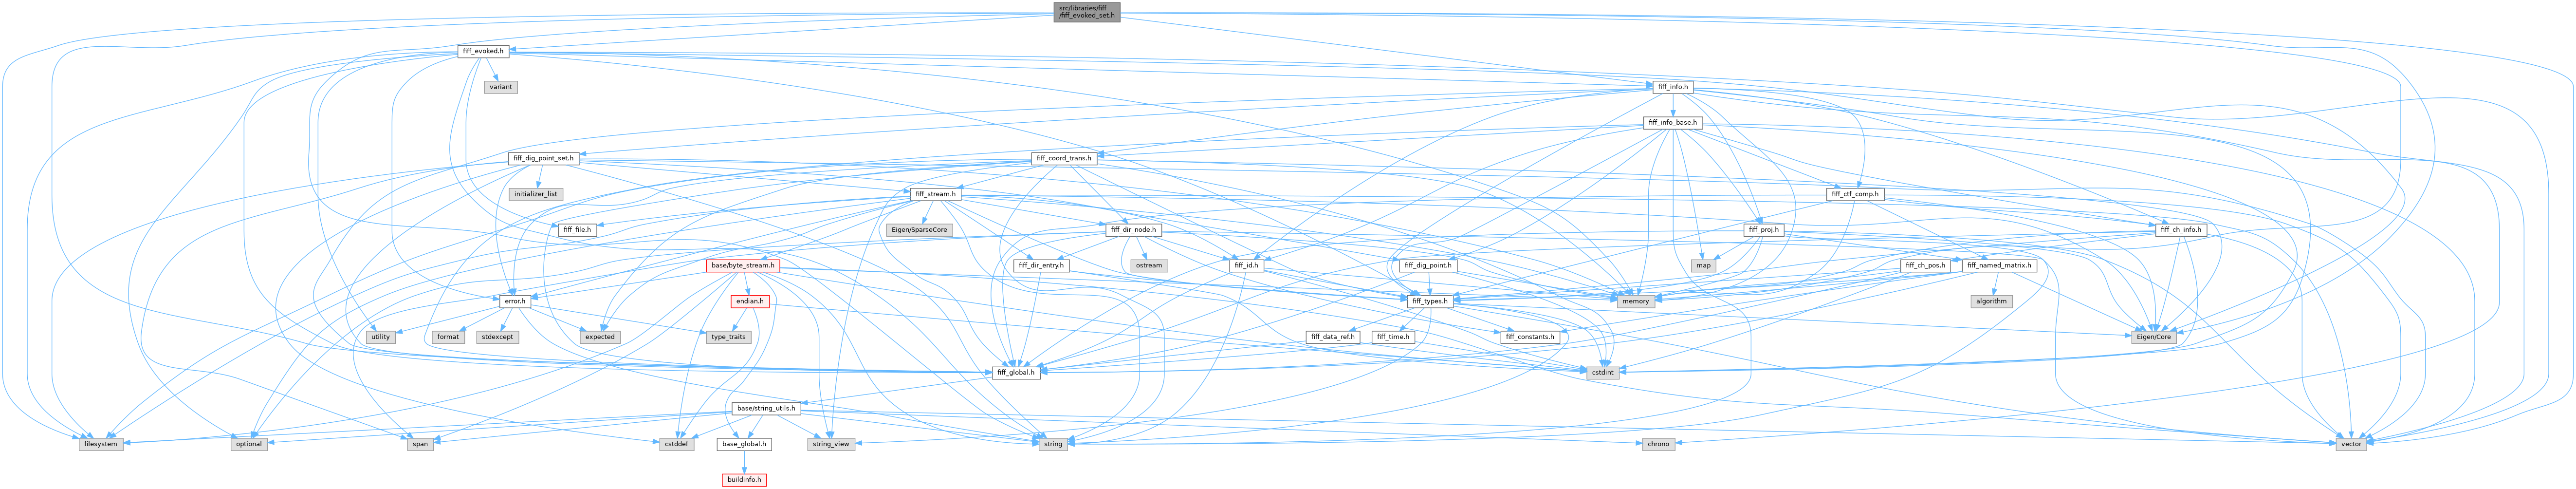 src/libraries/fiff
/fiff_evoked_set.h
fiff_evoked.h
variant
fiff_info.h
fiff_info_base.h
fiff_dig_point_set.h
fiff_coord_trans.h
initializer_list
fiff_stream.h
fiff_ctf_comp.h
fiff_file.h
Eigen/SparseCore
fiff_dir_node.h
fiff_proj.h
fiff_ch_info.h
base/byte_stream.h
fiff_dir_entry.h
ostream
fiff_id.h
fiff_dig_point.h
map
fiff_ch_pos.h
fiff_named_matrix.h
error.h
endian.h
fiff_types.h
memory
algorithm
utility
format
stdexcept
expected
type_traits
fiff_data_ref.h
fiff_time.h
fiff_constants.h
Eigen/Core
fiff_global.h
cstdint
base/string_utils.h
filesystem
optional
span
cstddef
base_global.h
string_view
string
chrono
vector
buildinfo.h